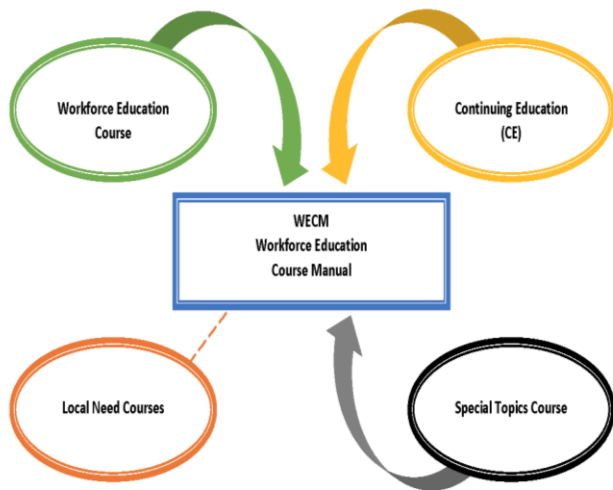 Workforce Education
Course
Continuing Education
(CE)
WECM
Workforce Education
Course Manual
Local Need Courses
Special Topics Course